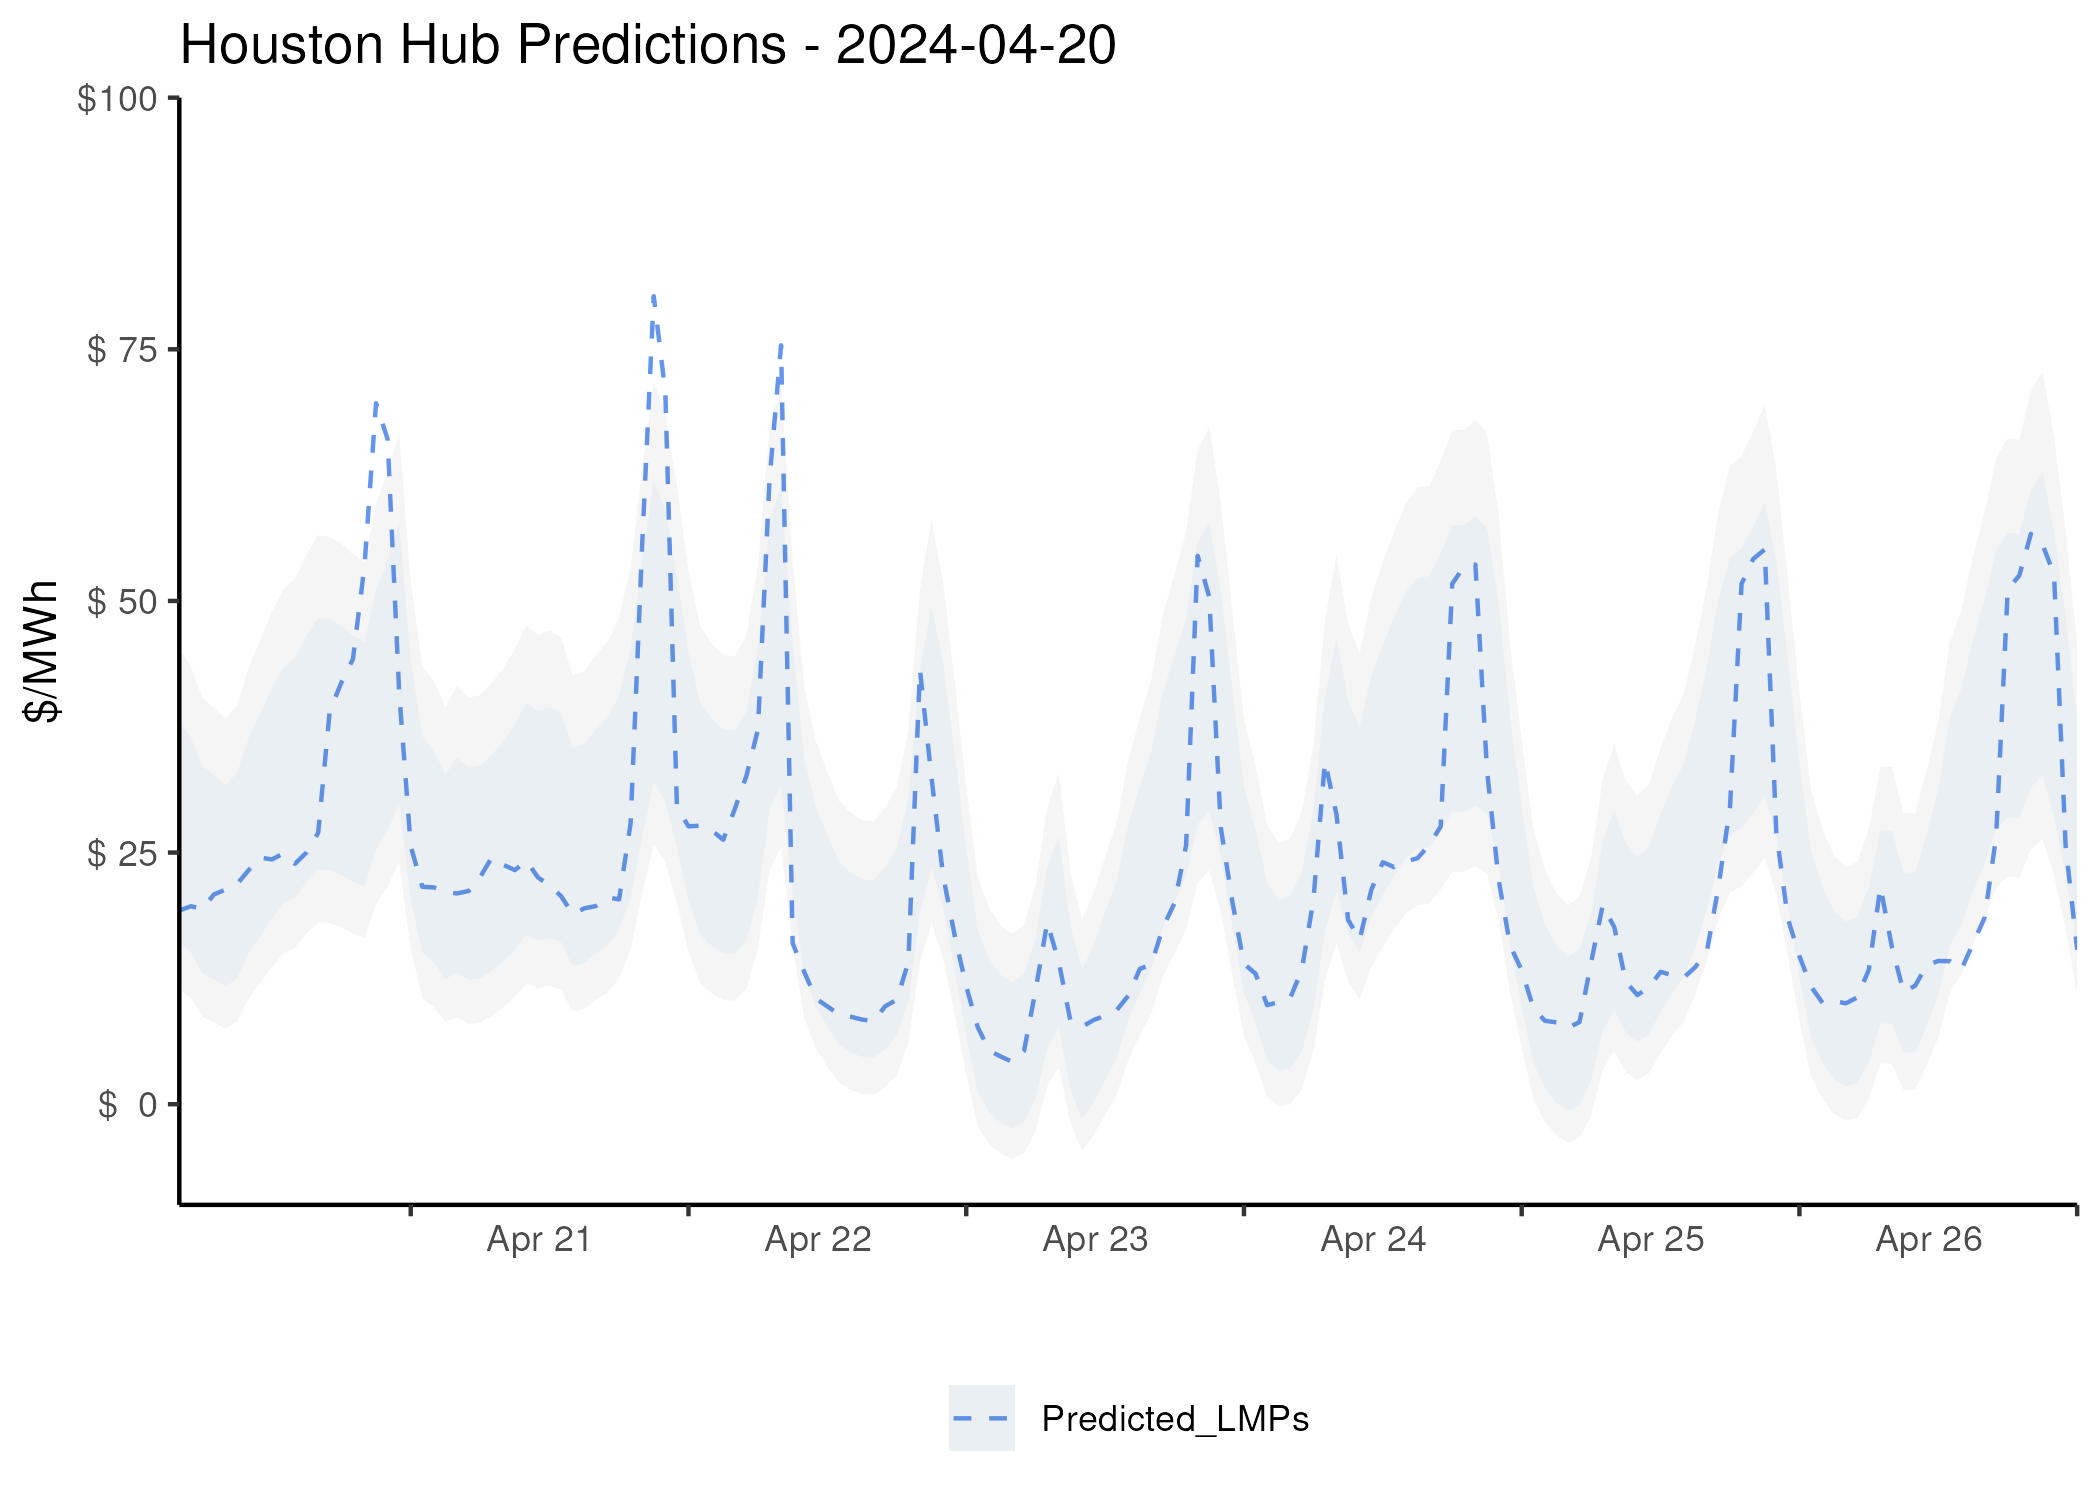 Houston Hub Predictions - 2024-04-20
$100
$ 75
$ 50
$ 25
$ 0
$/MWh
Apr 21 Apr 22 Apr 23 Apr 24 Apr 25 Apr 26
Predicted_LMPs